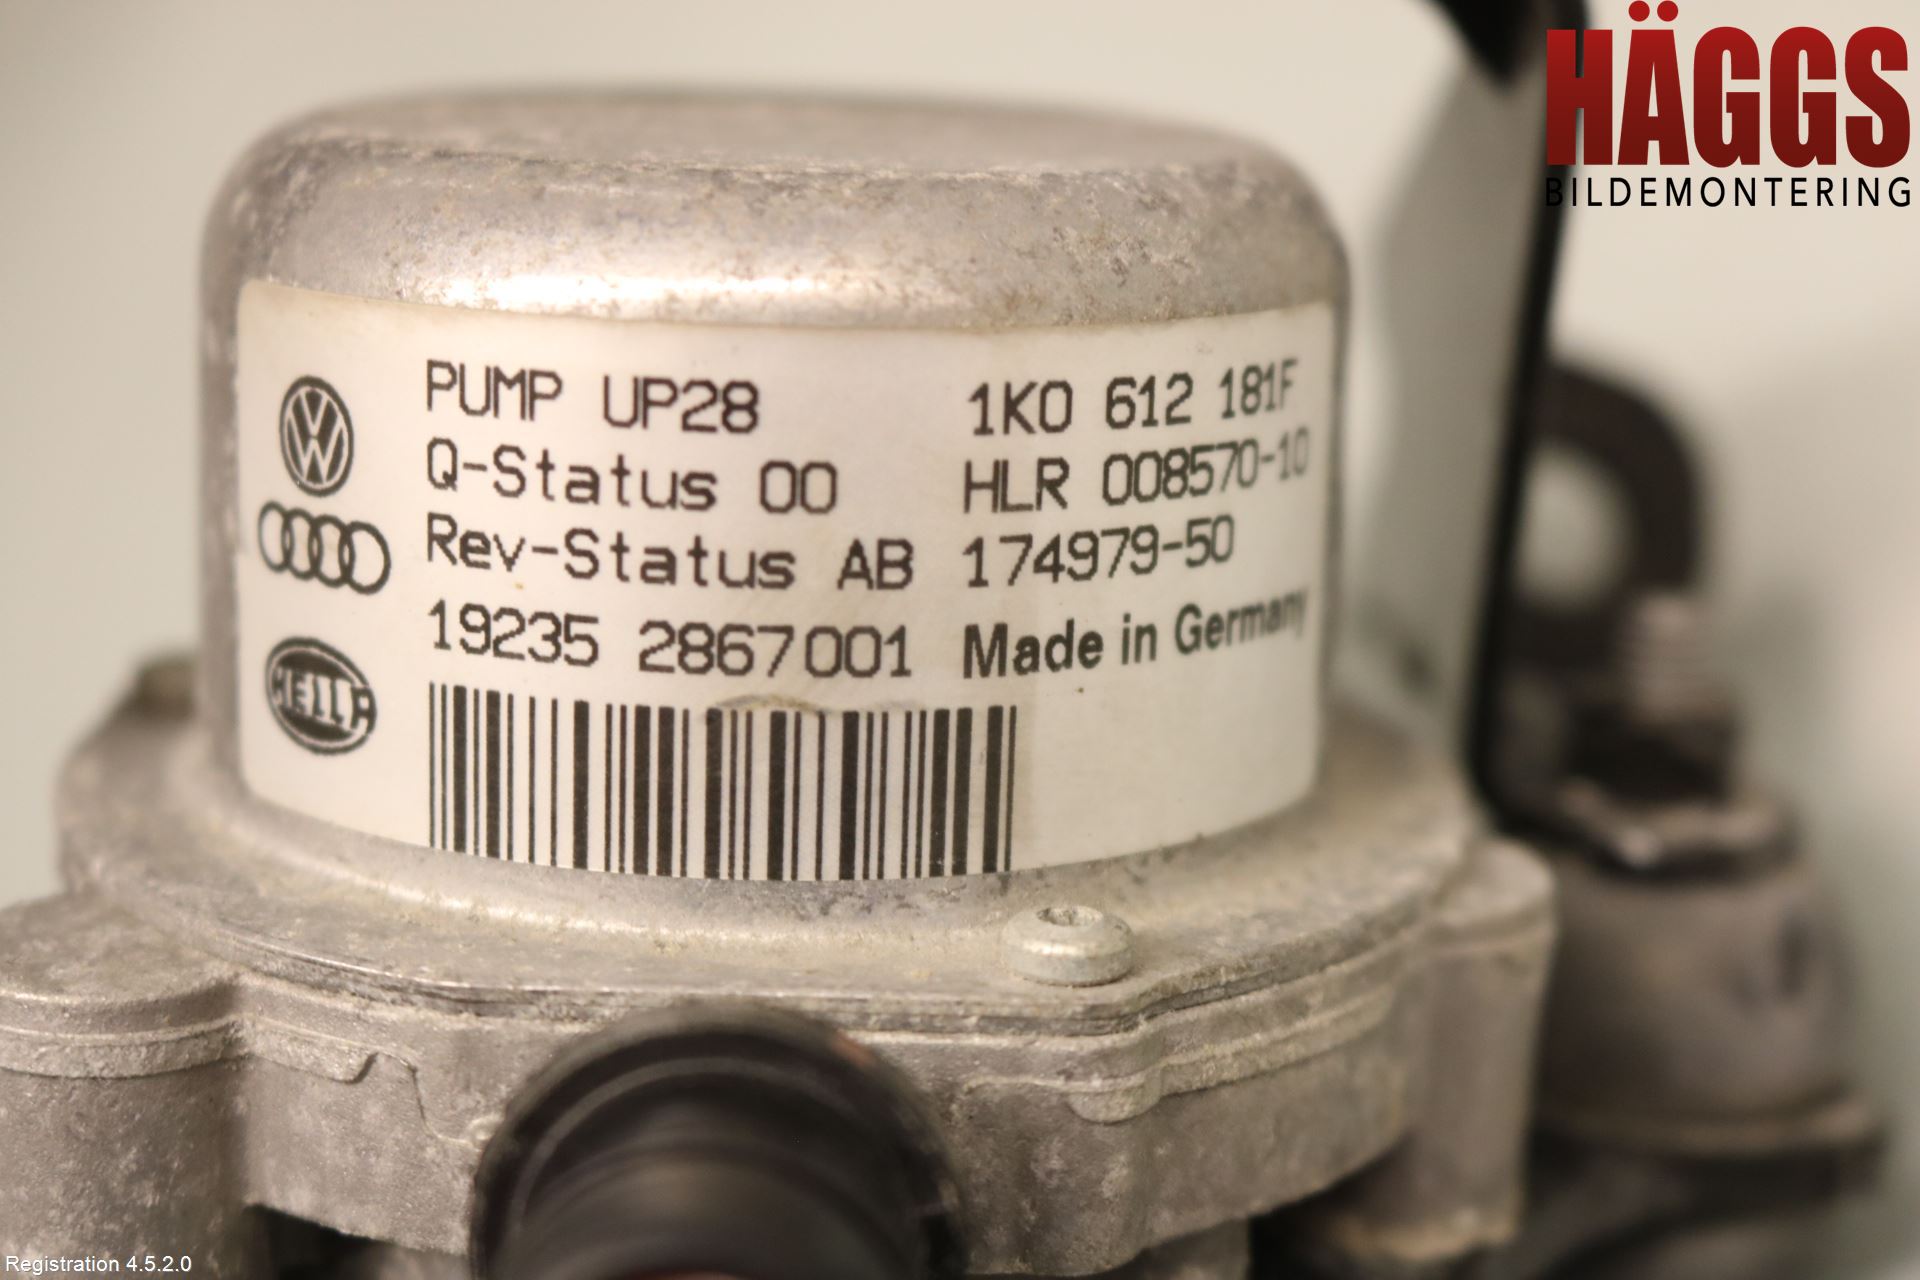 HÄGGS
BILDEMONTERING
PUMP UP28 1K0 612 181F
Q-Status 00 HLR 008570-10
Rev-Status AB 174979-50
19235 2867001 Made in Germany
HELLA
Registration 4.5.2.0